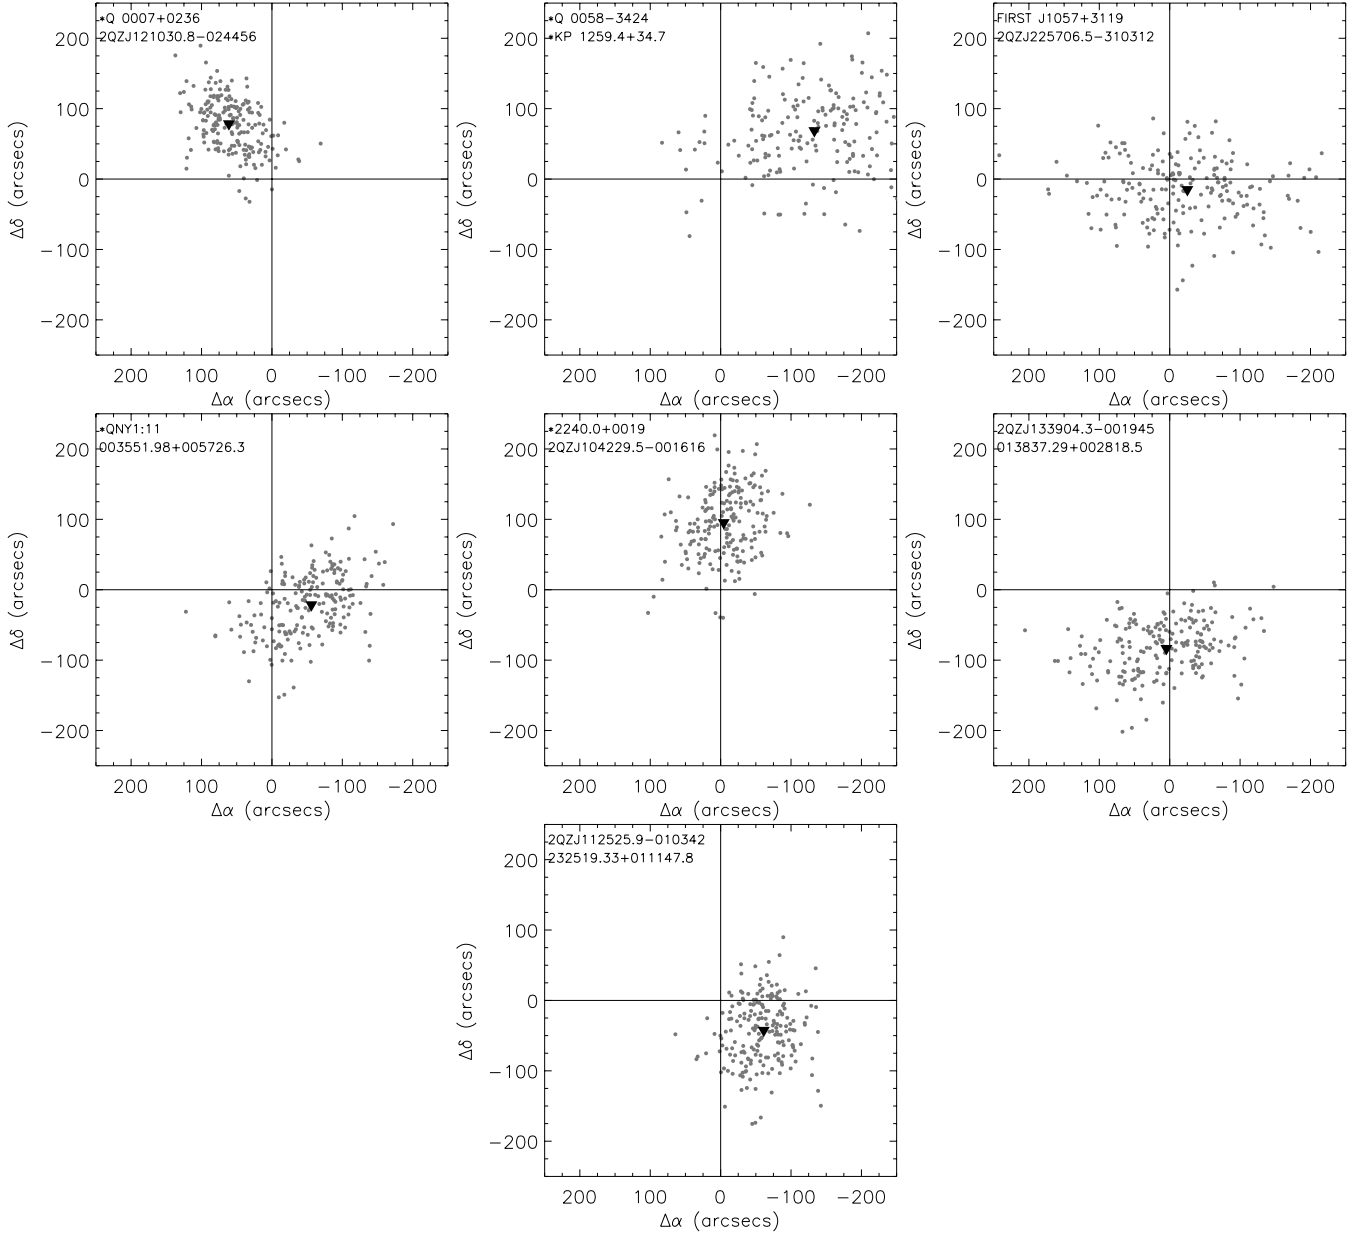 *Q 0007+0236
2QZJ121030.8−024456
200
100
0
−100
−200
Δδ (arcsecs)
200 100 0 −100 −200
Δα (arcsecs)
*Q 0058−3424
*KP 1259.4+34.7
200
100
0
−100
−200
Δδ (arcsecs)
200 100 0 −100 −200
Δα (arcsecs)
FIRST J1057+3119
2QZJ225706.5−310312
200
100
0
−100
−200
Δδ (arcsecs)
200 100 0 −100 −200
Δα (arcsecs)
*QNY1:11
003551.98+005726.3
200
100
0
−100
−200
Δδ (arcsecs)
200 100 0 −100 −200
Δα (arcsecs)
*2240.0+0019
2QZJ104229.5−001616
200
100
0
−100
−200
Δδ (arcsecs)
200 100 0 −100 −200
Δα (arcsecs)
2QZJ133904.3−001945
013837.29+002818.5
200
100
0
−100
−200
Δδ (arcsecs)
200 100 0 −100 −200
Δα (arcsecs)
2QZJ112525.9−010342
232519.33+011147.8
200
100
0
−100
−200
Δδ (arcsecs)
200 100 0 −100 −200
Δα (arcsecs)